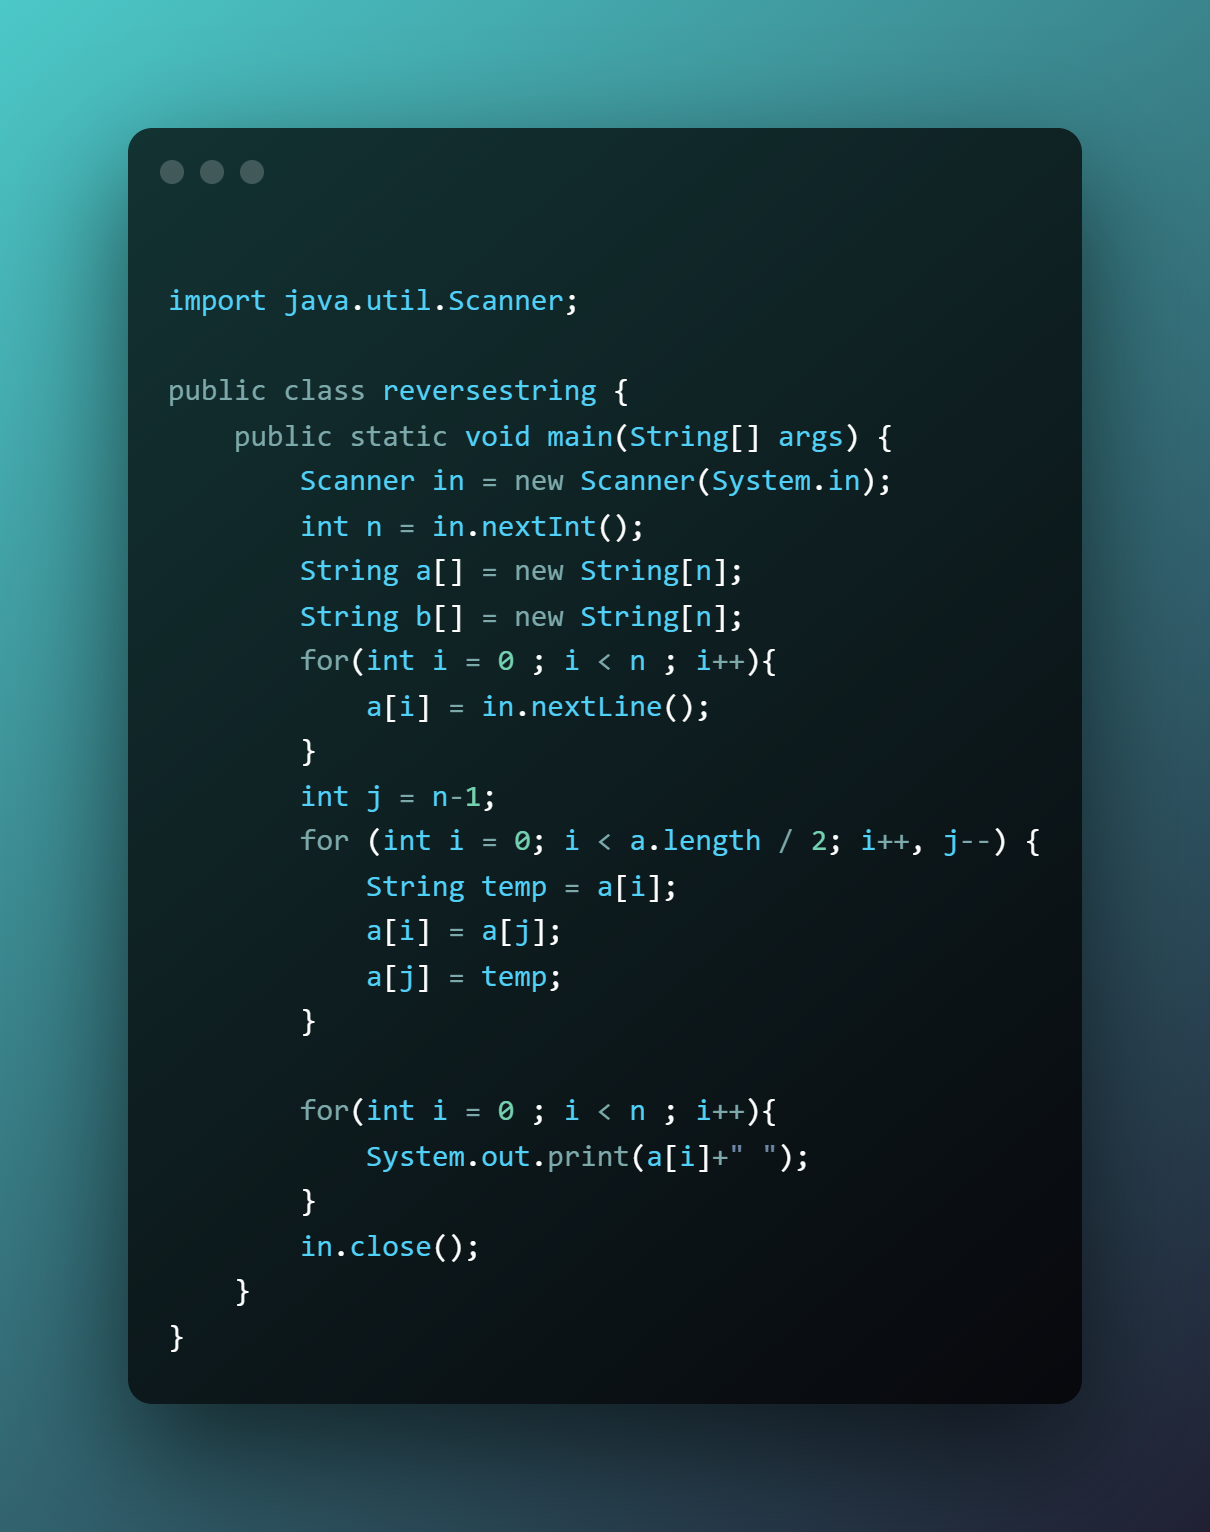 import java.util.Scanner;
public class reversestring {
    public static void main(String[] args) {
        Scanner in = new Scanner(System.in);
        int n = in.nextInt();
        String a[] = new String[n];
        String b[] = new String[n];
        for(int i = 0 ; i < n ; i++){
            a[i] = in.nextLine();
        }
        int j = n-1;
        for (int i = 0; i < a.length / 2; i++, j--) {
            String temp = a[i];
            a[i] = a[j];
            a[j] = temp;
        }
        for(int i = 0 ; i < n ; i++){
            System.out.print(a[i]+" ");
        }
        in.close();
    }
}